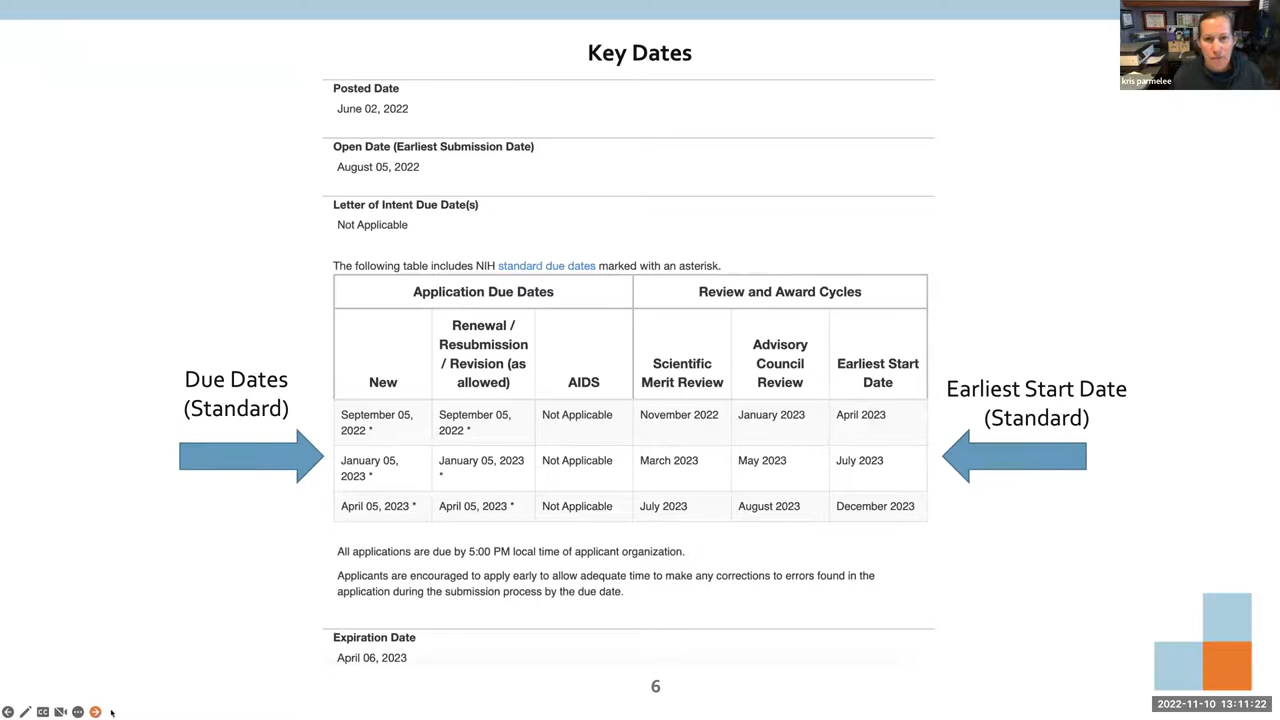 Key Dates
kris parmelee
Posted Date
June 02, 2022
Open Date (Earliest Submission Date)
August 05, 2022
Letter of Intent Due Date(s)
Not Applicable
The following table includes NIH standard due dates marked with an asterisk.
Application Due Dates
Review and Award Cycles
New
Renewal /
Resubmission
/ Revision (as
allowed)
AIDS
Scientific
Merit Review
Advisory
Council
Review
Earliest Start
Date
September 05,
2022 *
September 05,
2022 *
Not Applicable
November 2022
January 2023
April 2023
January 05,
2023 *
January 05, 2023
*
Not Applicable
March 2023
May 2023
July 2023
April 05, 2023 *
April 05, 2023 *
Not Applicable
July 2023
August 2023
December 2023
Due Dates
(Standard)
Earliest Start Date
(Standard)
All applications are due by 5:00 PM local time of applicant organization.
Applicants are encouraged to apply early to allow adequate time to make any corrections to errors found in the
application during the submission process by the due date.
Expiration Date
April 06, 2023
6
CC
2022-11-10 13:11:22